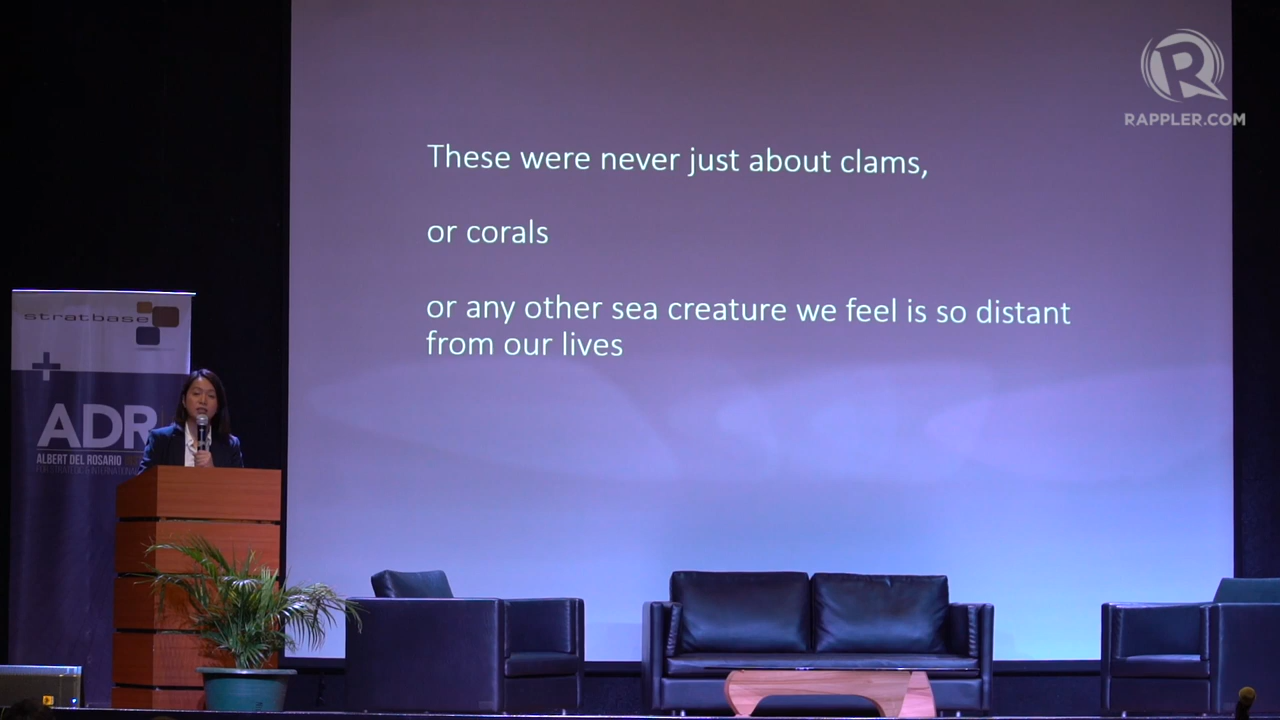 R
RAPPLER.COM
These were never just about clams,
or corals
or any other sea creature we feel is so distant
from our lives
stratbase
+
ADR
ALBERT DEL ROSARIO